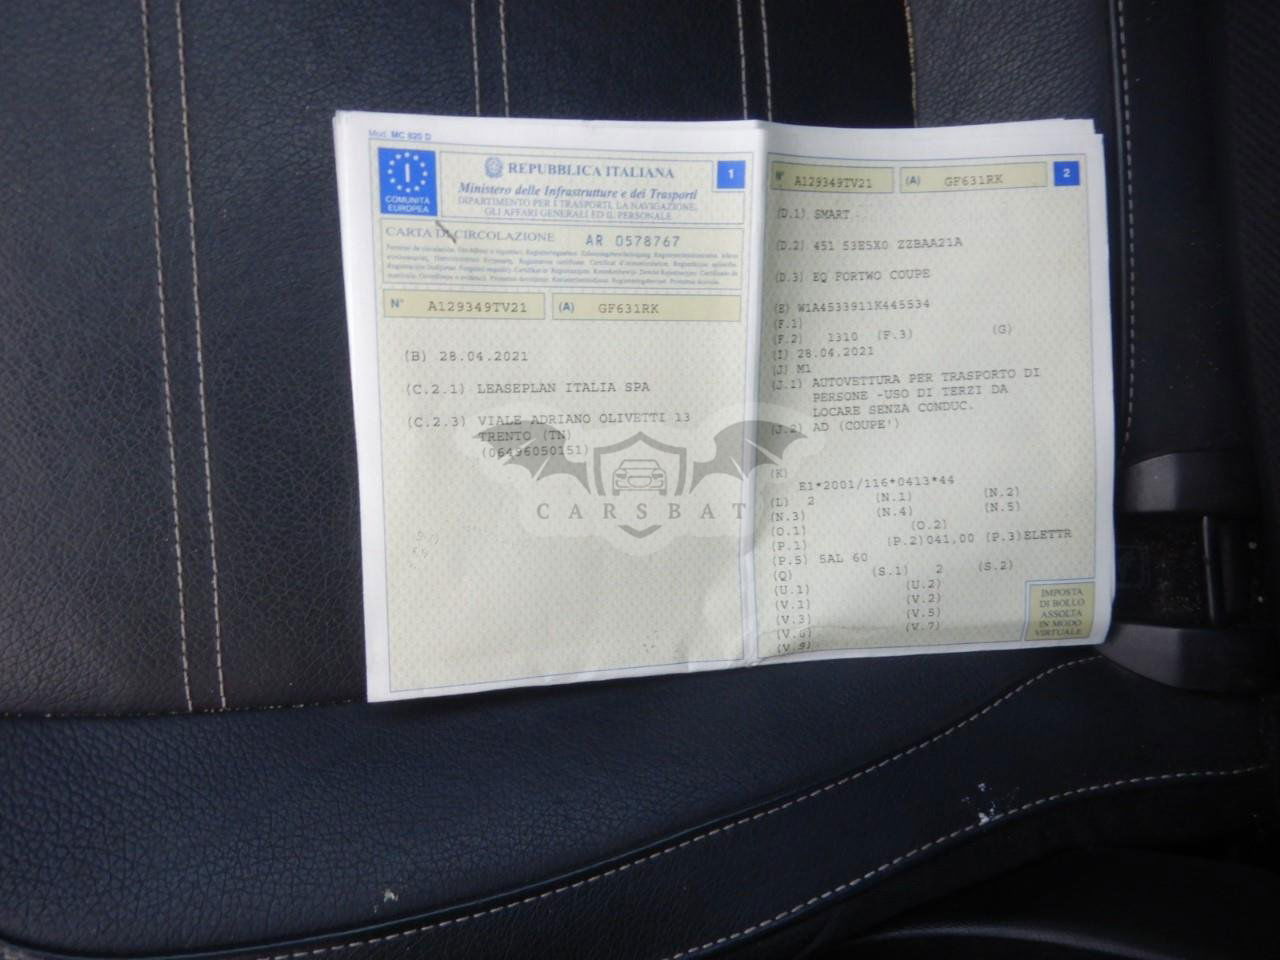 Mod. MC 820 D
COMUNITÀ
EUROPEA
REPUBBLICA ITALIANA
1
Ministero delle Infrastrutture e dei Trasporti
DIPARTIMENTO PER I TRASPORTI, LA NAVIGAZIONE,
GLI AFFARI GENERALI ED IL PERSONALE
CARTA DI CIRCOLAZIONE AR 0578767
N° A129349TV21 (A) GF631RK
(B) 28.04.2021
(C.2.1) LEASEPLAN ITALIA SPA
(C.2.3) VIALE ADRIANO OLIVETTI 13
TRENTO (TN)
(06496050151)
N° A129349TV21 (A) GF631RK
2
(D.1) SMART
(D.2) 451 53E5X0 ZZBAA21A
(D.3) EQ FORTWO COUPE
(E) W1A4533911K445534
(F.1)
(F.2) 1310 (F.3) (G)
(I) 28.04.2021
(J) M1
(J.1) AUTOVETTURA PER TRASPORTO DI
PERSONE -USO DI TERZI DA
LOCARE SENZA CONDUC.
(J.2) AD (COUPE')
(K)
E1*2001/116*0413*44
(L) 2 (N.1) (N.2)
(N.3) (N.4) (N.5)
(O.1) (O.2)
(P.1) (P.2)041,00 (P.3)ELETTR
(P.5) 5AL 60
(Q) (S.1) 2 (S.2)
(U.1) (U.2)
(V.1) (V.2)
(V.3) (V.5)
(V.6) (V.7)
(V.9)
IMPOSTA
DI BOLLO
ASSOLTA
IN MODO
VIRTUALE
CARSBAT